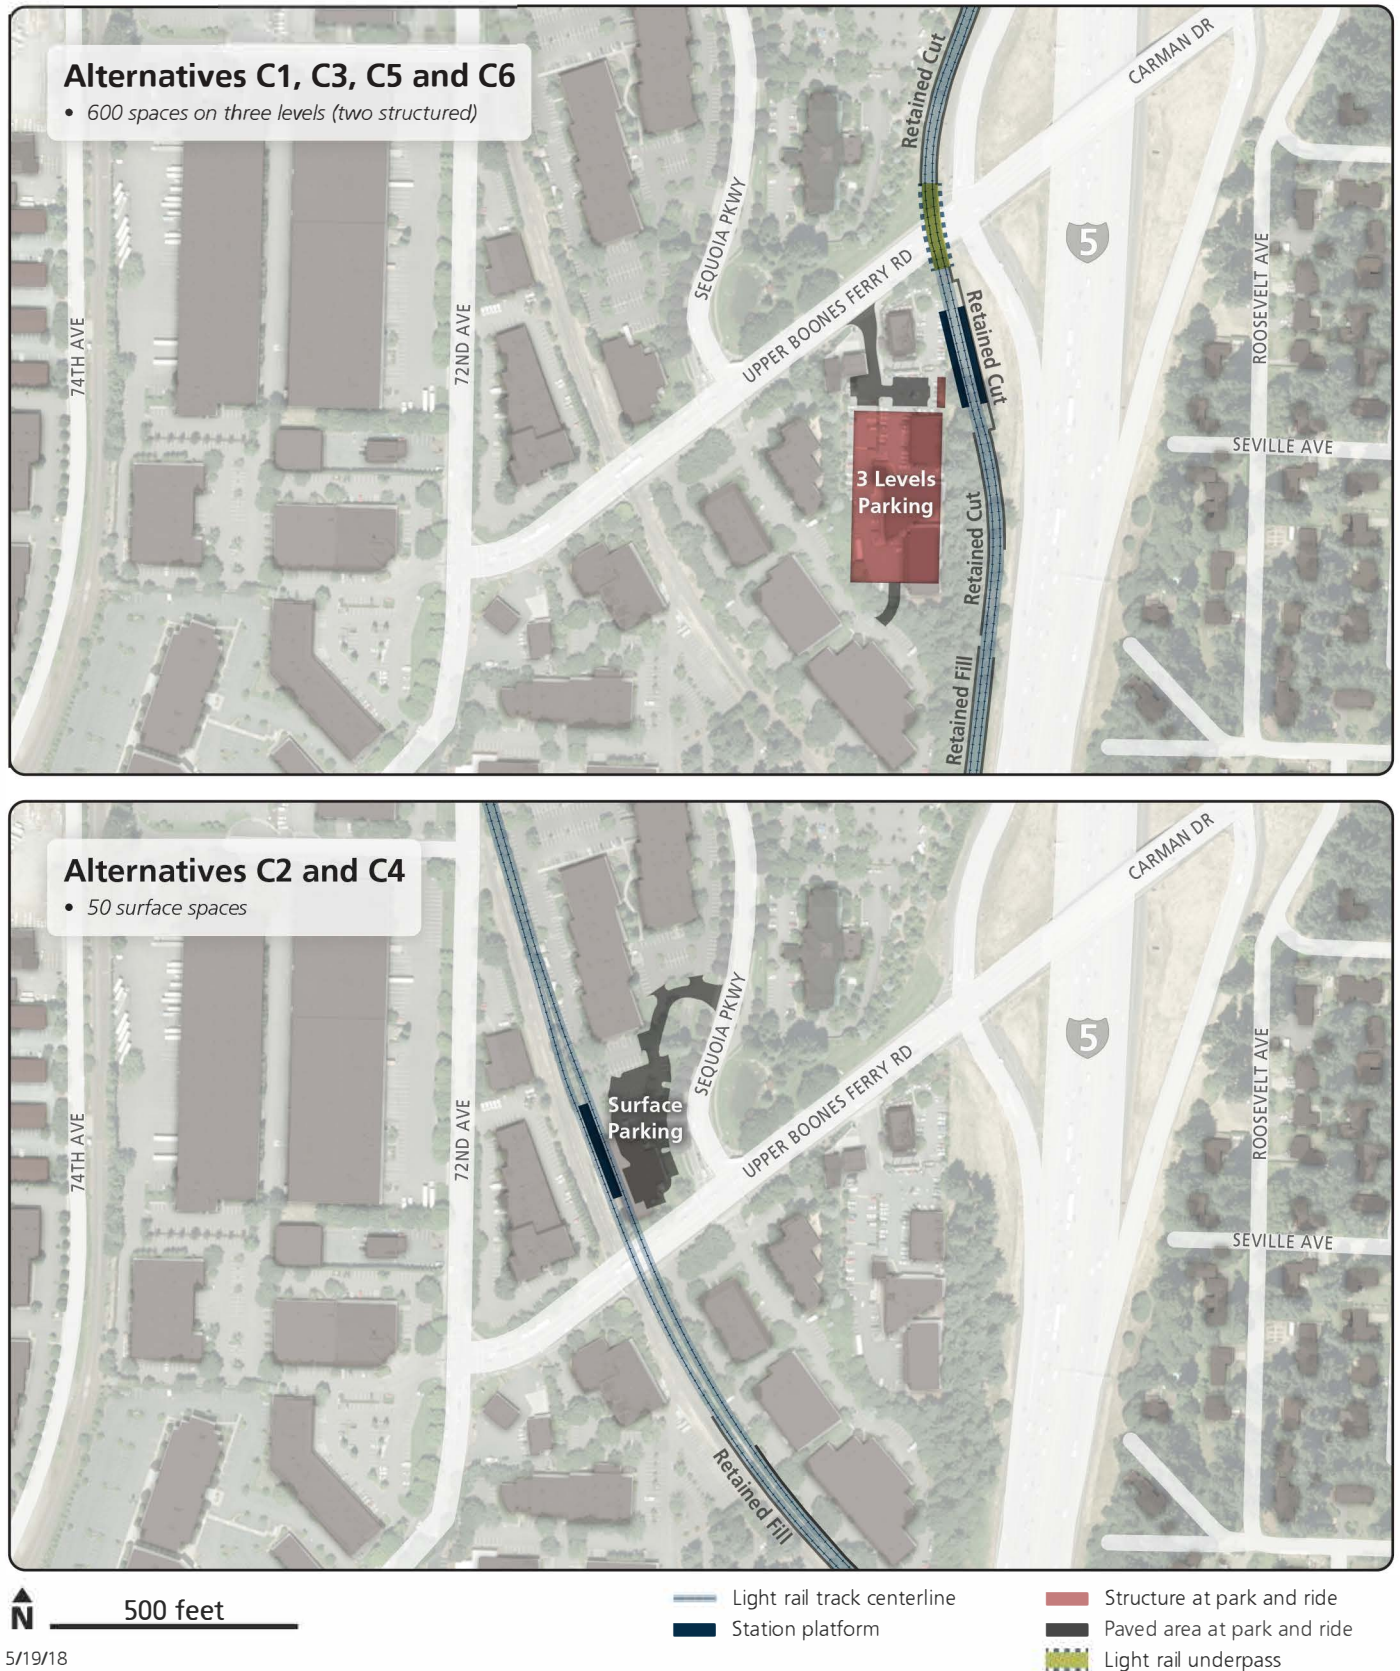 Alternatives C1, C3, C5 and C6
• 600 spaces on three levels (two structured)
Retained Cut
CARMAN DR
SEQUOIA PKWY
5
UPPER BOONES FERRY RD
ROOSEVELT AVE
74TH AVE
72ND AVE
Retained Cut
SEVILLE AVE
3 Levels
Parking
Retained Cut
Retained Fill
Alternatives C2 and C4
• 50 surface spaces
CARMAN DR
SEQUOIA PKWY
5
UPPER BOONES FERRY RD
ROOSEVELT AVE
74TH AVE
72ND AVE
Surface
Parking
SEVILLE AVE
Retained Fill
N
500 feet
5/19/18
Light rail track centerline
Station platform
Structure at park and ride
Paved area at park and ride
Light rail underpass